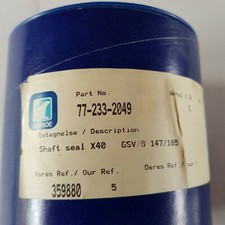 Part No.
77-233-2049
Betegnelse / Description
Shaft seal X40 GSV/B 147/185
Vores Ref./ Our Ref.
Deres Ref./
359880 5